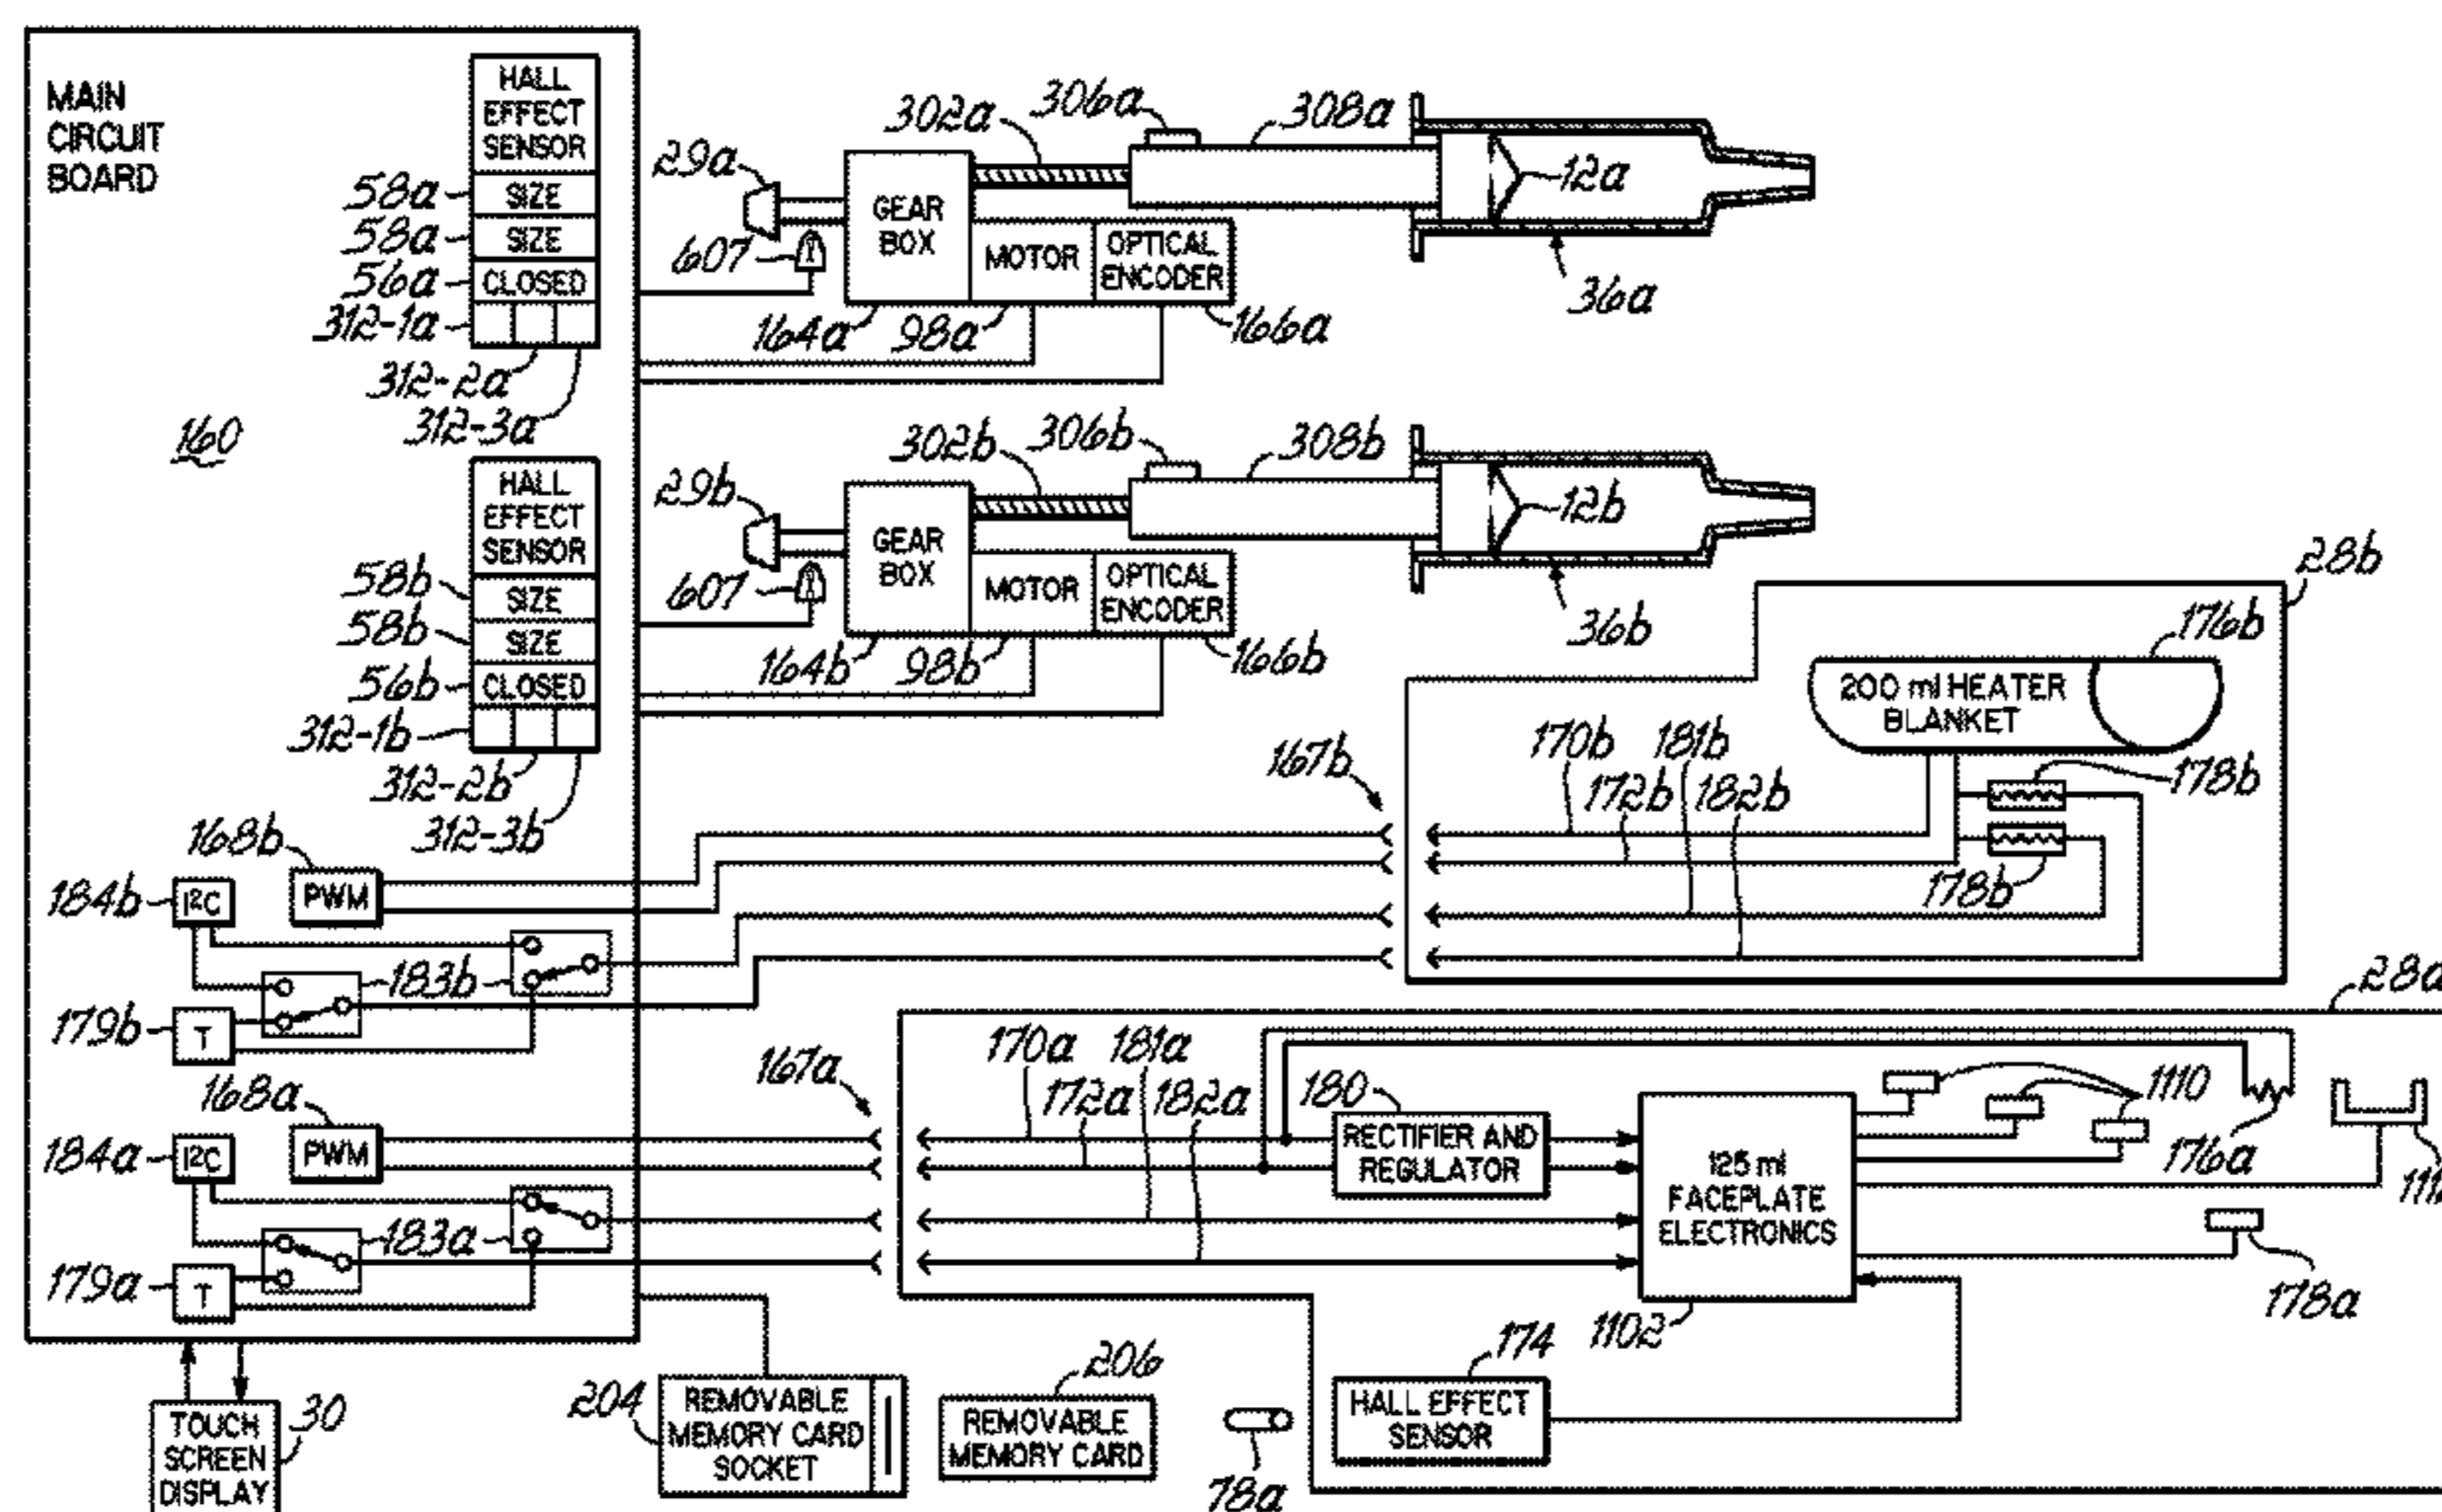 MAIN
CIRCUIT
BOARD
160
HALL
EFFECT
SENSOR
SIZE
SIZE
CLOSED
58a
58a
56a
312-1a
312-2a
312-3a
29a
607
302a
306a
308a
12a
36a
GEAR
BOX
MOTOR
OPTICAL
ENCODER
164a
98a
166a
HALL
EFFECT
SENSOR
SIZE
SIZE
CLOSED
58b
58b
56b
312-1b
312-2b
312-3b
29b
607
302b
306b
308b
12b
36b
GEAR
BOX
MOTOR
OPTICAL
ENCODER
164b
98b
166b
28b
176b
200 ml HEATER
BLANKET
167b
170b
181b
172b
182b
178b
178b
168b
184b
I²C
PWM
183b
179b
T
28a
168a
184a
I²C
PWM
183a
179a
T
167a
170a
181a
172a
182a
180
RECTIFIER AND
REGULATOR
125 ml
FACEPLATE
ELECTRONICS
1102
1110
176a
178a
174
HALL EFFECT
SENSOR
78a
TOUCH
SCREEN
DISPLAY
30
204
REMOVABLE
MEMORY CARD
SOCKET
206
REMOVABLE
MEMORY CARD